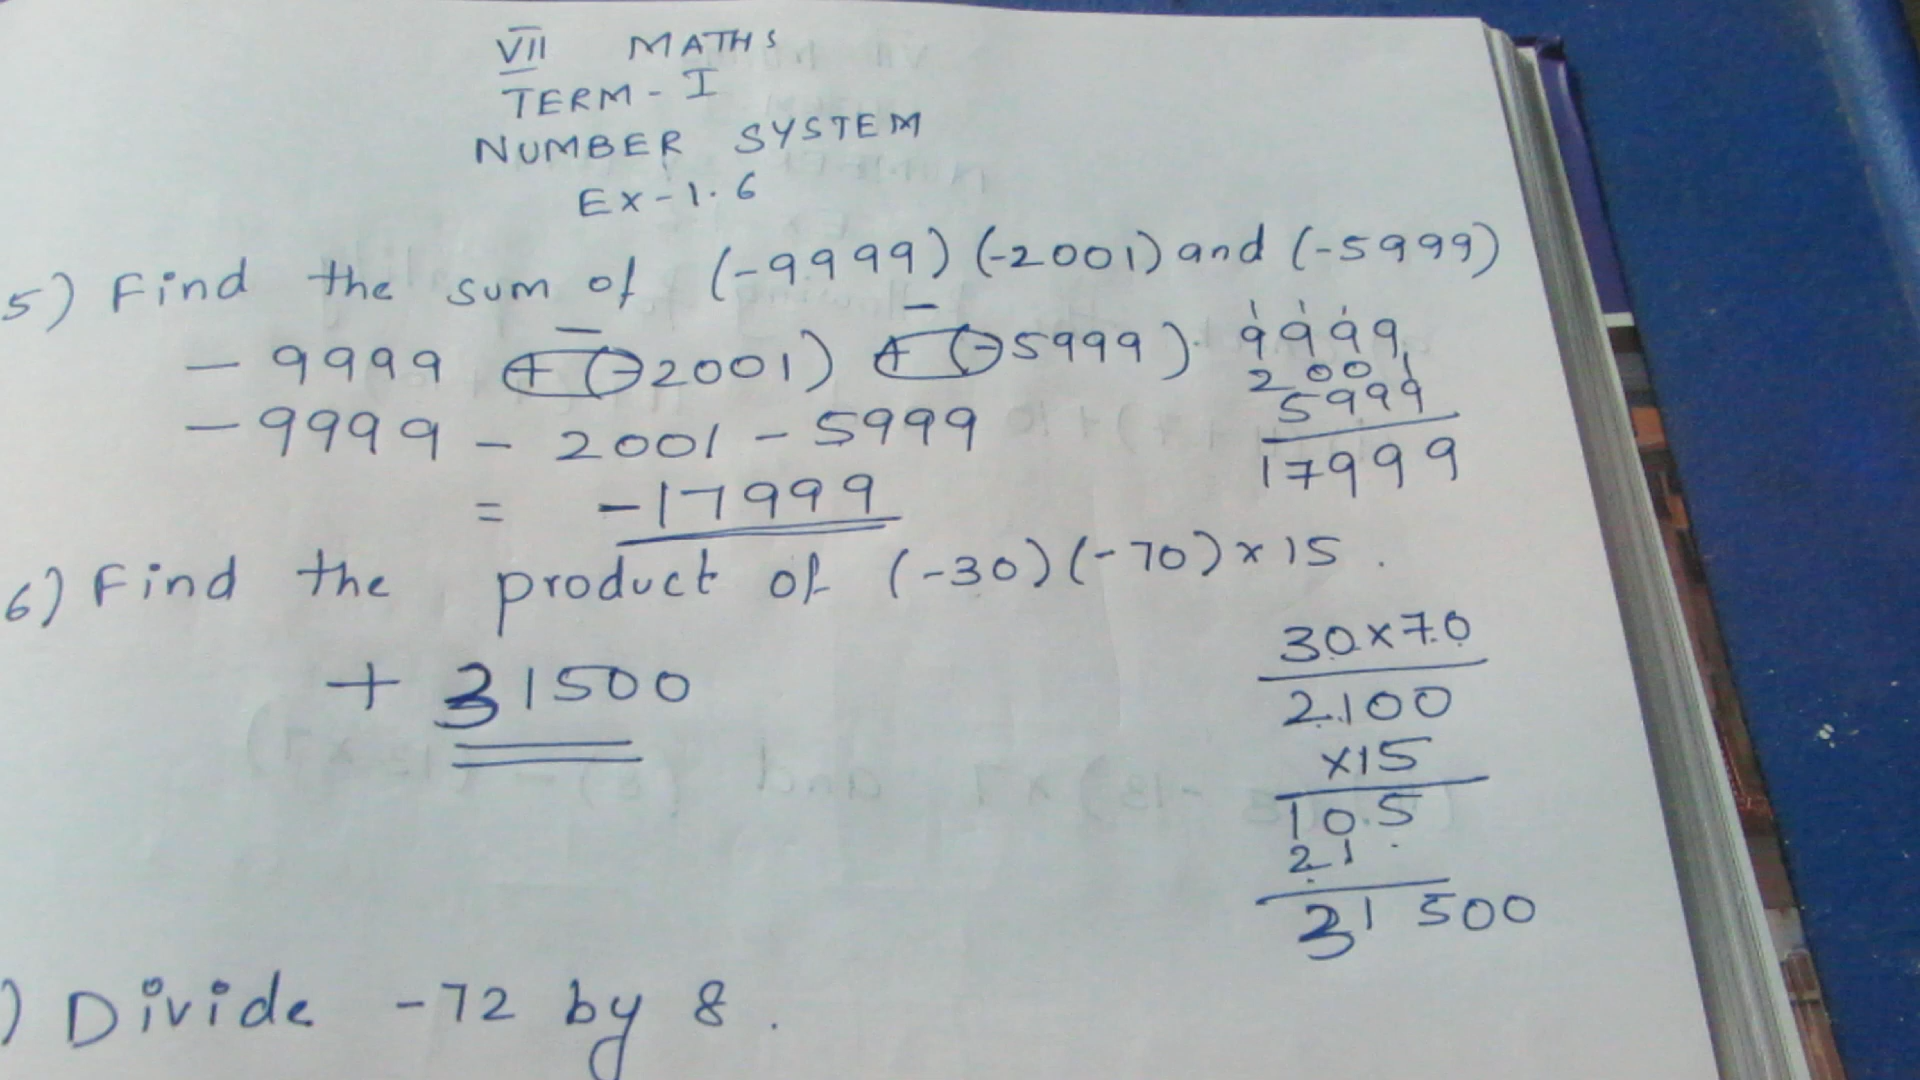 VII MATHS
TERM - I
NUMBER SYSTEM
Ex-1.6
5) Find the sum of (-9999) (-2001) and (-5999)
- 9999 + (-2001) + (-5999)
- 9999 - 2001 - 5999
= -17999
9999
2001
5999
17999
6) Find the product of (-30) (-70) × 15.
+ 31500
30×70
2100
×15
105
21
31500
) Divide -72 by 8.